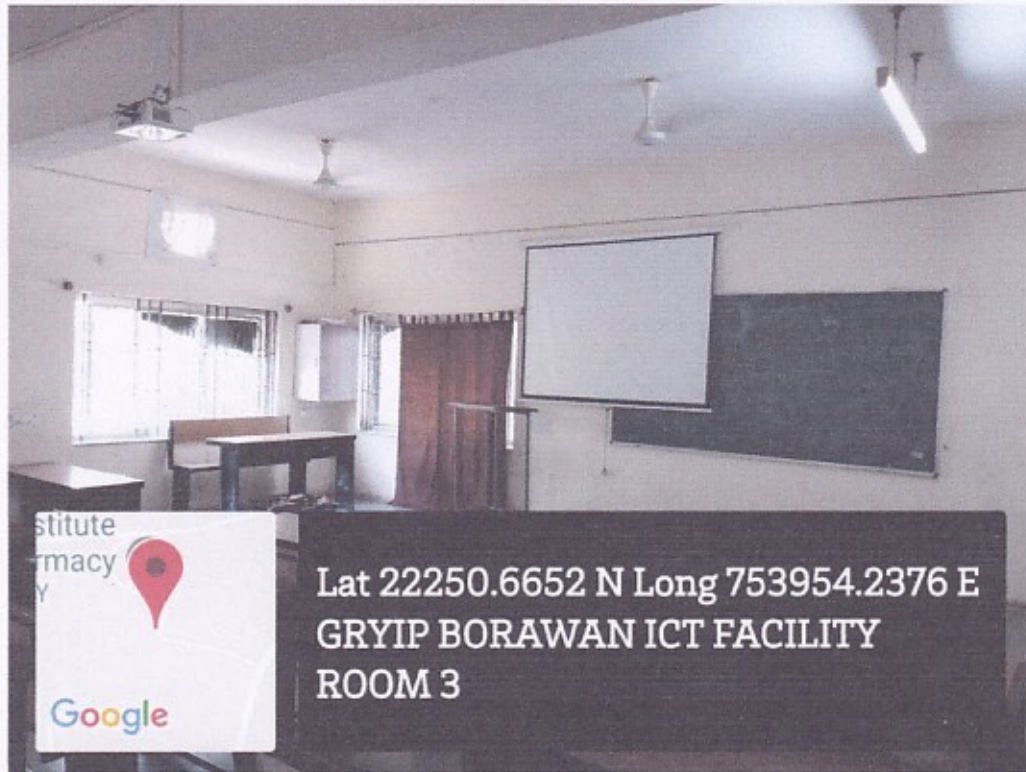 stitute
rmacy
Y
Google
Lat 22250.6652 N Long 753954.2376 E
GRYIP BORAWAN ICT FACILITY
ROOM 3